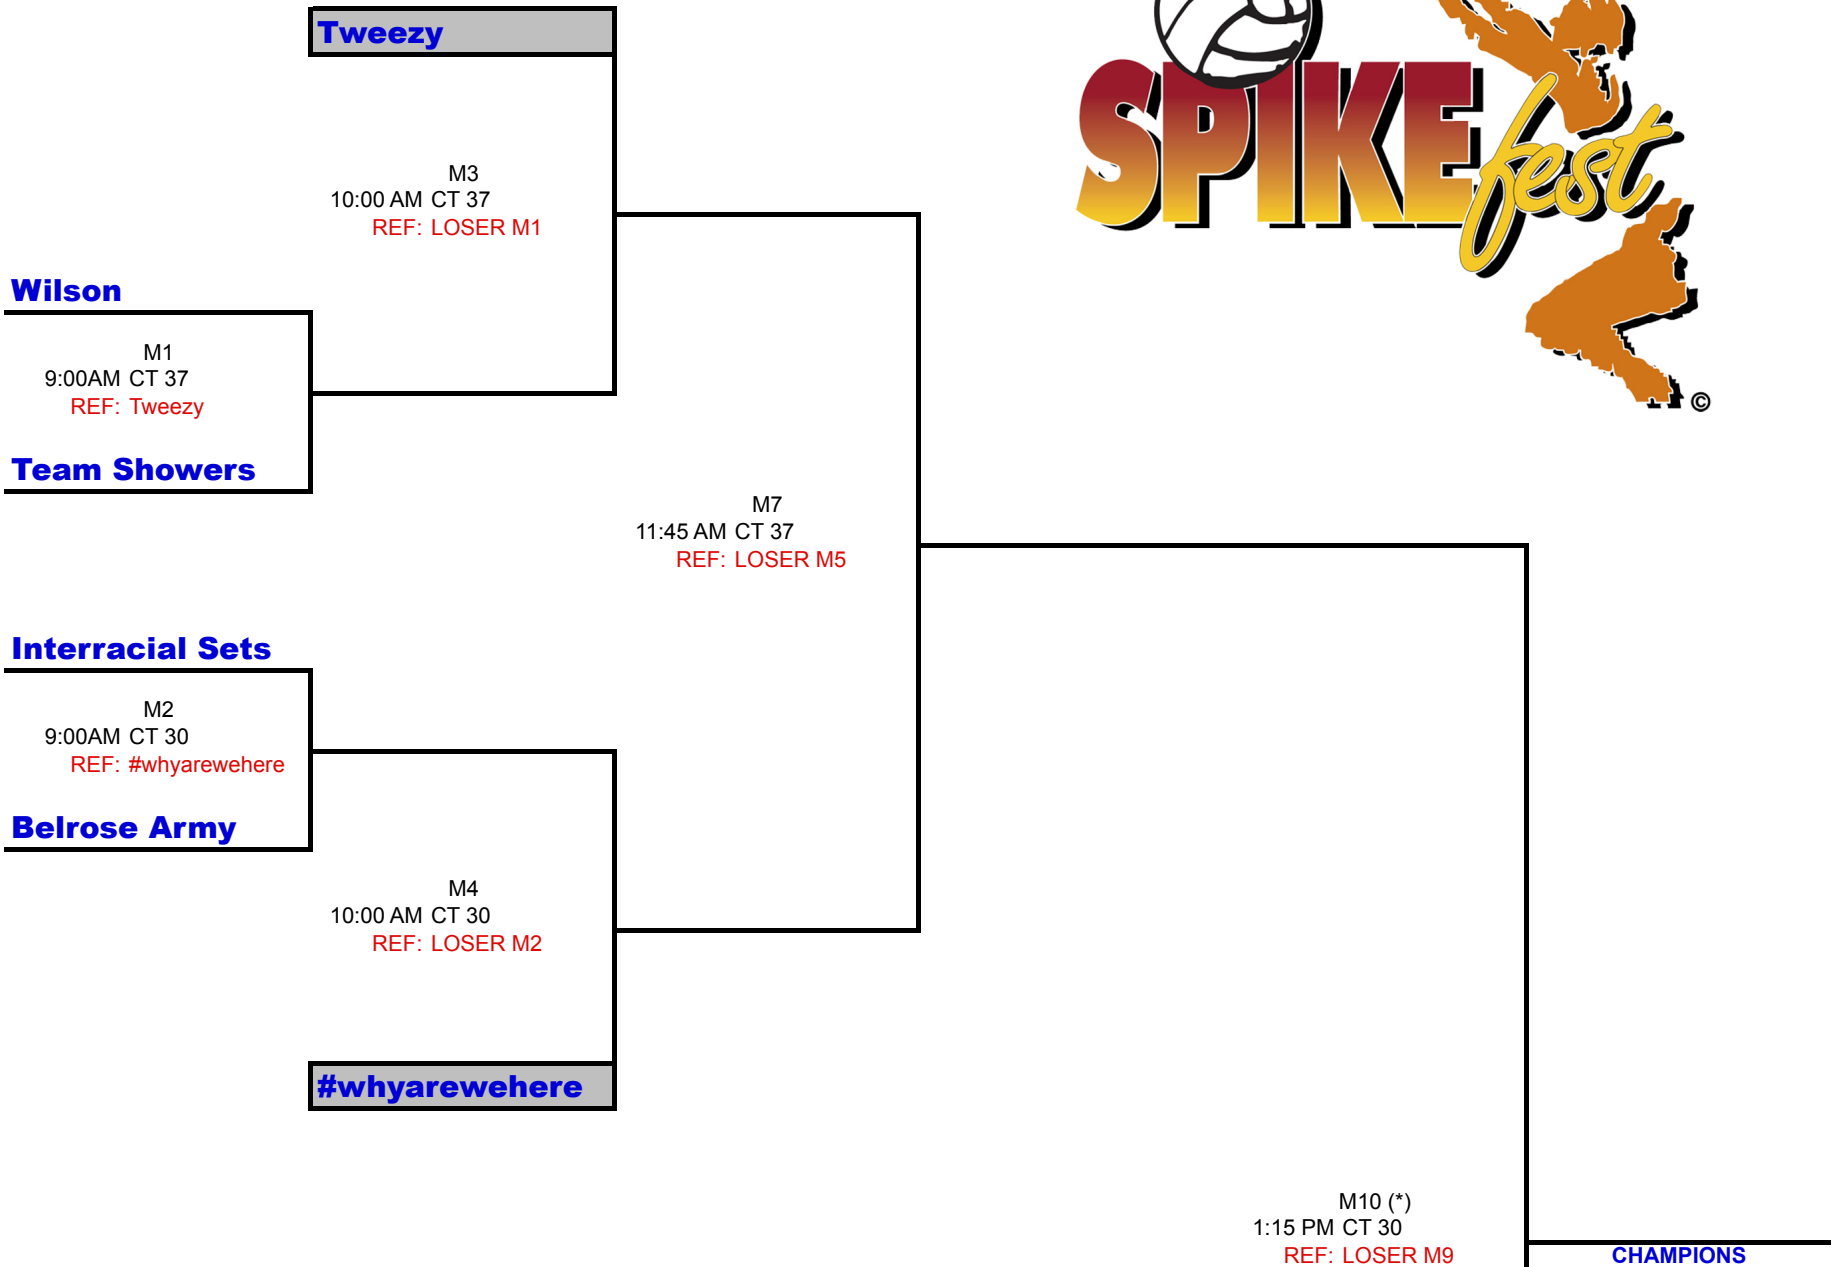 Tweezy
SPIKE fest
©
M3
10:00 AM CT 37
REF: LOSER M1
Wilson
M1
9:00AM CT 37
REF: Tweezy
Team Showers
M7
11:45 AM CT 37
REF: LOSER M5
Interracial Sets
M2
9:00AM CT 30
REF: #whyarewehere
Belrose Army
M4
10:00 AM CT 30
REF: LOSER M2
#whyarewehere
M10 (*)
1:15 PM CT 30
REF: LOSER M9
CHAMPIONS